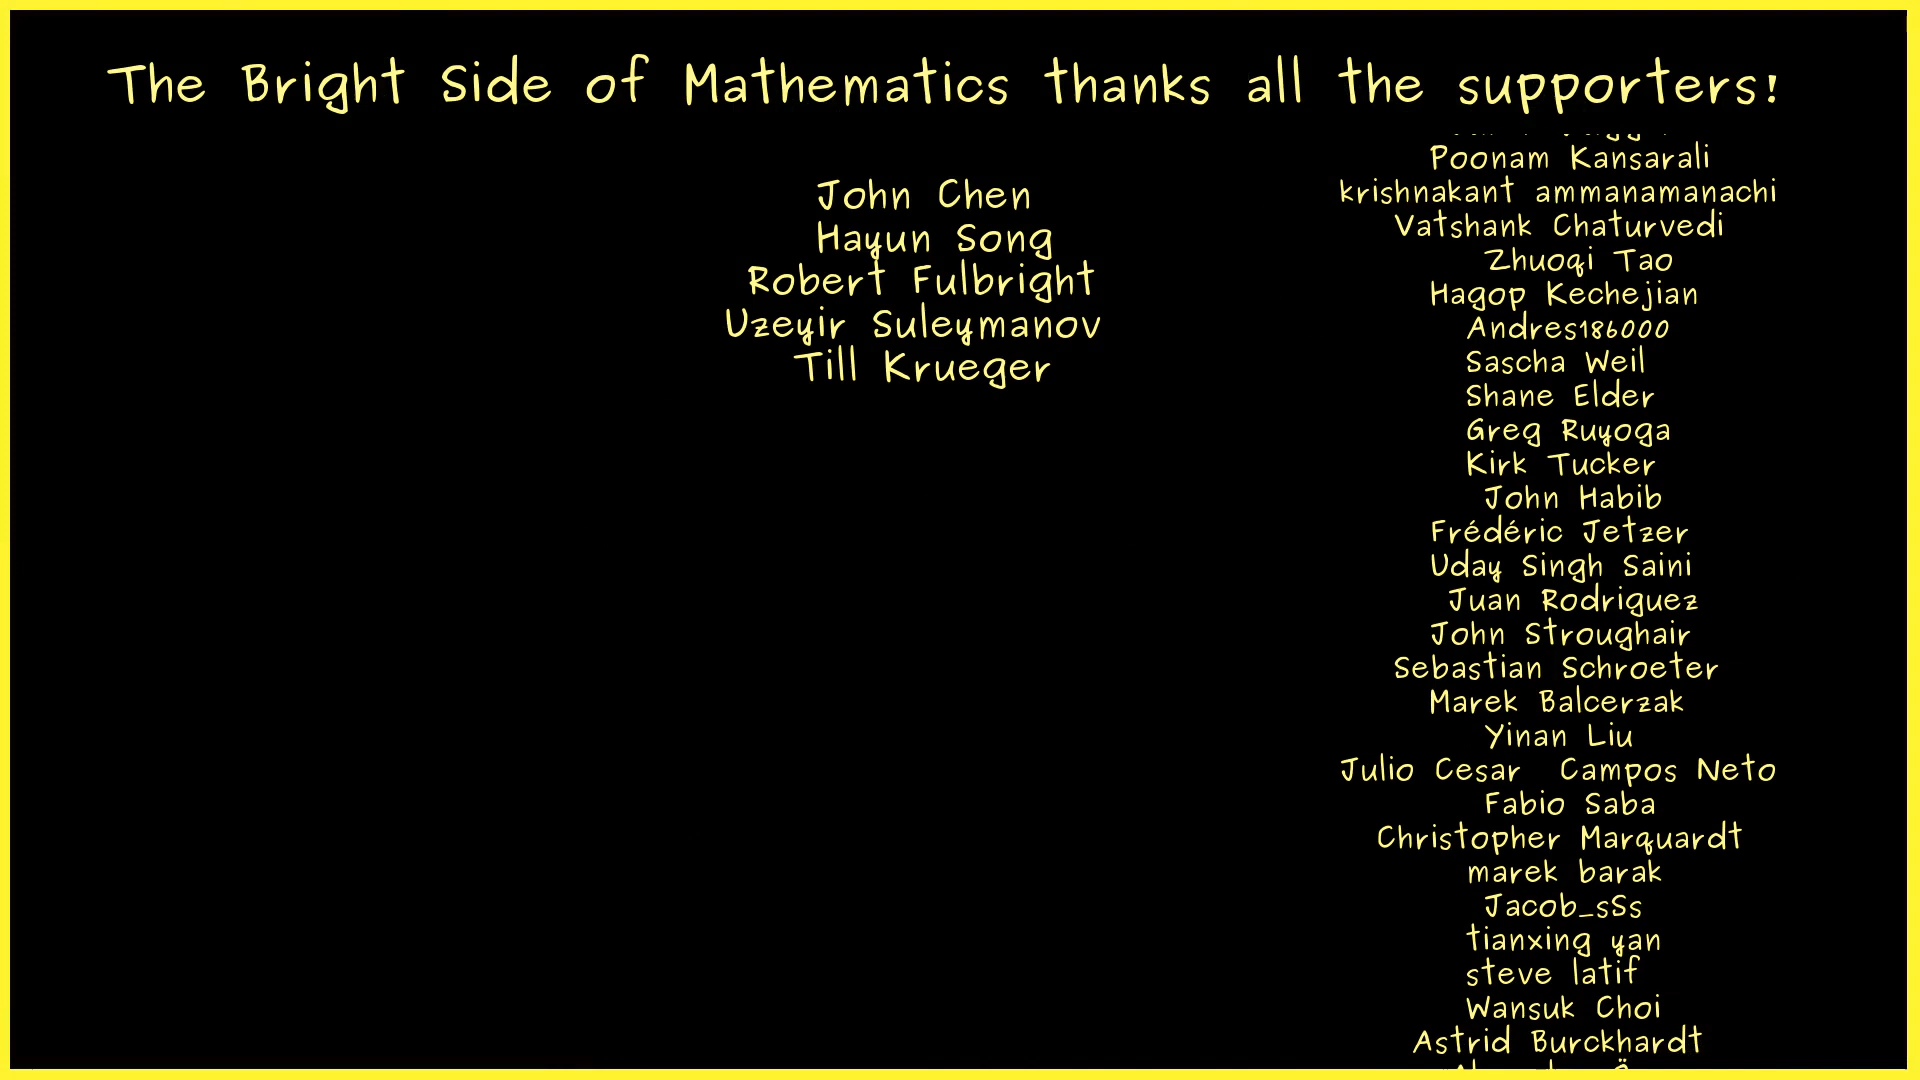 The Bright Side of Mathematics thanks all the supporters!
John Chen
Hayun Song
Robert Fulbright
Uzeyir Suleymanov
Till Krueger
Poonam Kansarali
krishnakant ammanamanachi
Vatshank Chaturvedi
Zhuoqi Tao
Hagop Kechejian
Andres186000
Sascha Weil
Shane Elder
Greg Ruyoga
Kirk Tucker
John Habib
Frédéric Jetzer
Uday Singh Saini
Juan Rodriguez
John Stroughair
Sebastian Schroeter
Marek Balcerzak
Yinan Liu
Julio Cesar  Campos Neto
Fabio Saba
Christopher Marquardt
marek barak
Jacob_sSs
tianxing yan
steve latif
Wansuk Choi
Astrid Burckhardt